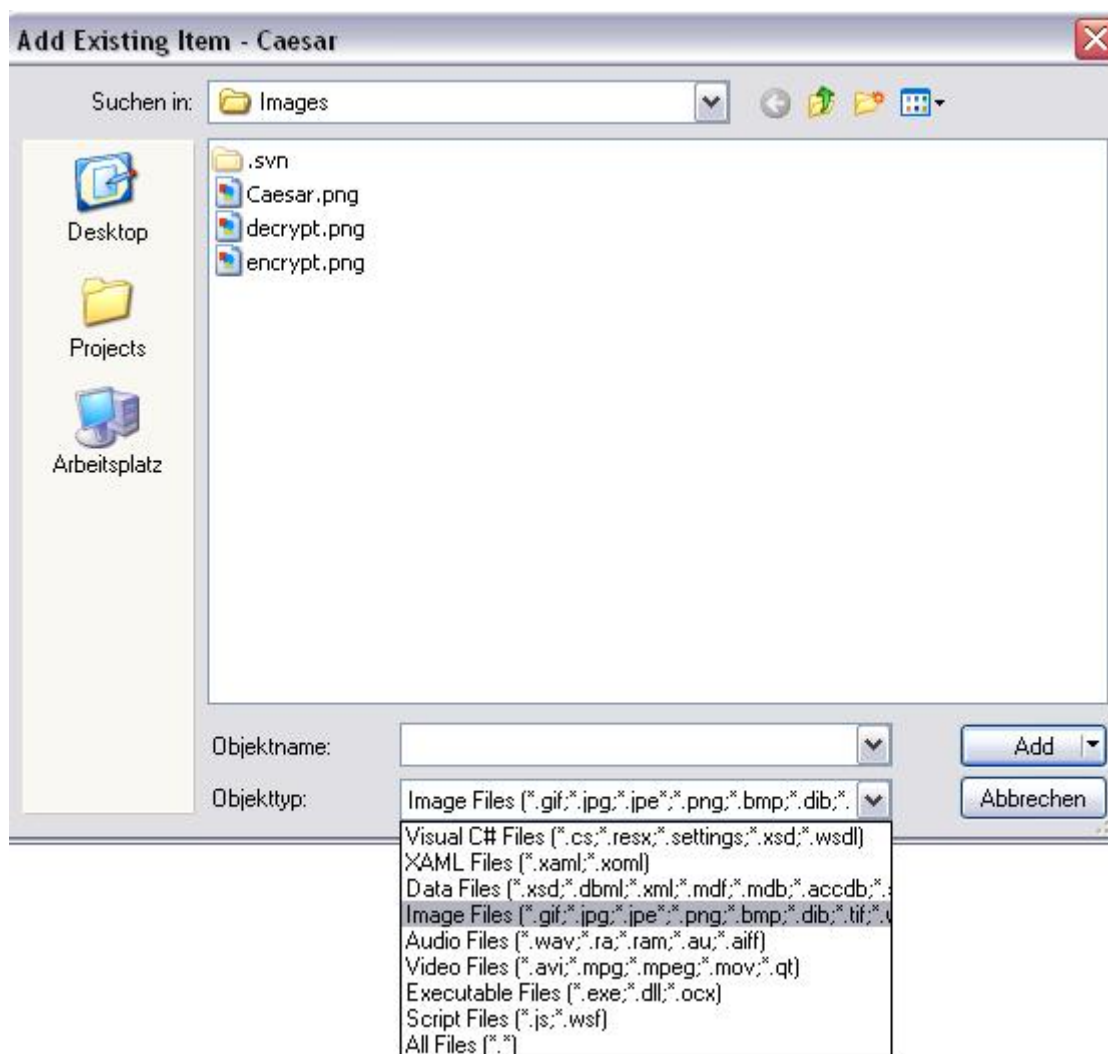 Add Existing Item - Caesar
Suchen in:
Images
.svn
Caesar.png
decrypt.png
encrypt.png
Desktop
Projects
Arbeitsplatz
Objektname:
Add
Objekttyp:
Image Files (*.gif;*.jpg;*.jpe*;*.png;*.bmp;*.dib;*.
Abbrechen
Visual C# Files (*.cs;*.resx;*.settings;*.xsd;*.wsdl)
XAML Files (*.xaml;*.xoml)
Data Files (*.xsd;*.dbml;*.xml;*.mdf;*.mdb;*.accdb;*.
Image Files (*.gif;*.jpg;*.jpe*;*.png;*.bmp;*.dib;*.tif;*.
Audio Files (*.wav;*.ra;*.ram;*.au;*.aiff)
Video Files (*.avi;*.mpg;*.mpeg;*.mov;*.qt)
Executable Files (*.exe;*.dll;*.ocx)
Script Files (*.js;*.wsf)
All Files (*.*)